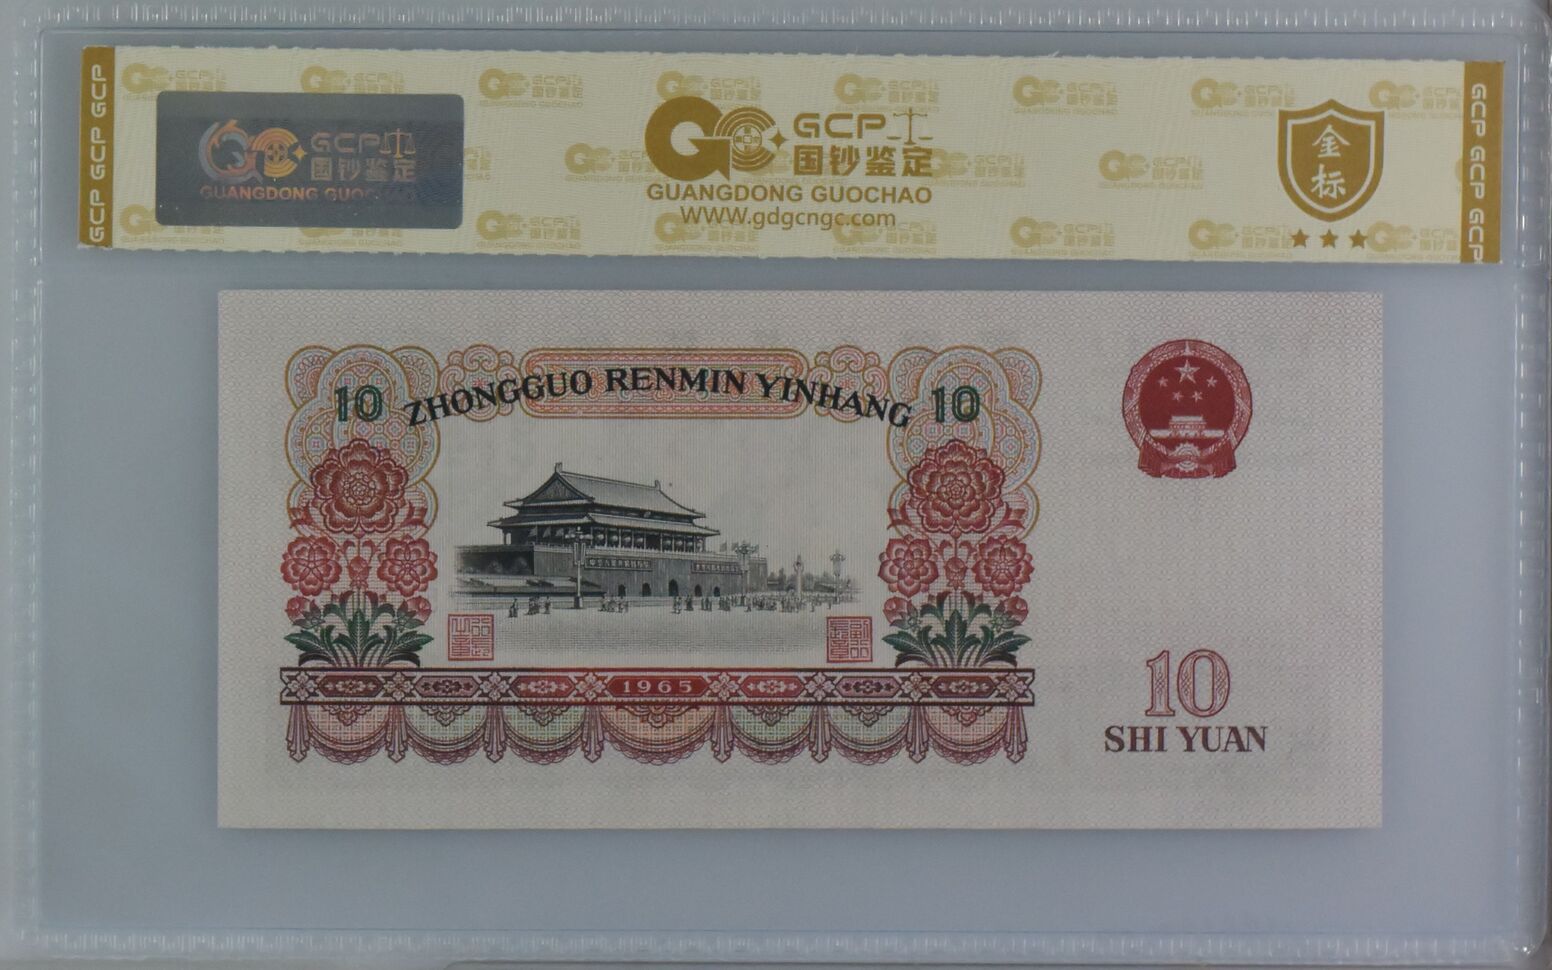 GCP GCP GCP
GCP
国钞鉴定
GUANGDONG GUOCHAO
GCP
国钞鉴定
GUANGDONG GUOCHAO
WWW.gdgcngc.com
金标
GCP GCP GCP
10 ZHONGGUO RENMIN YINHANG 10
1965
10
SHI YUAN